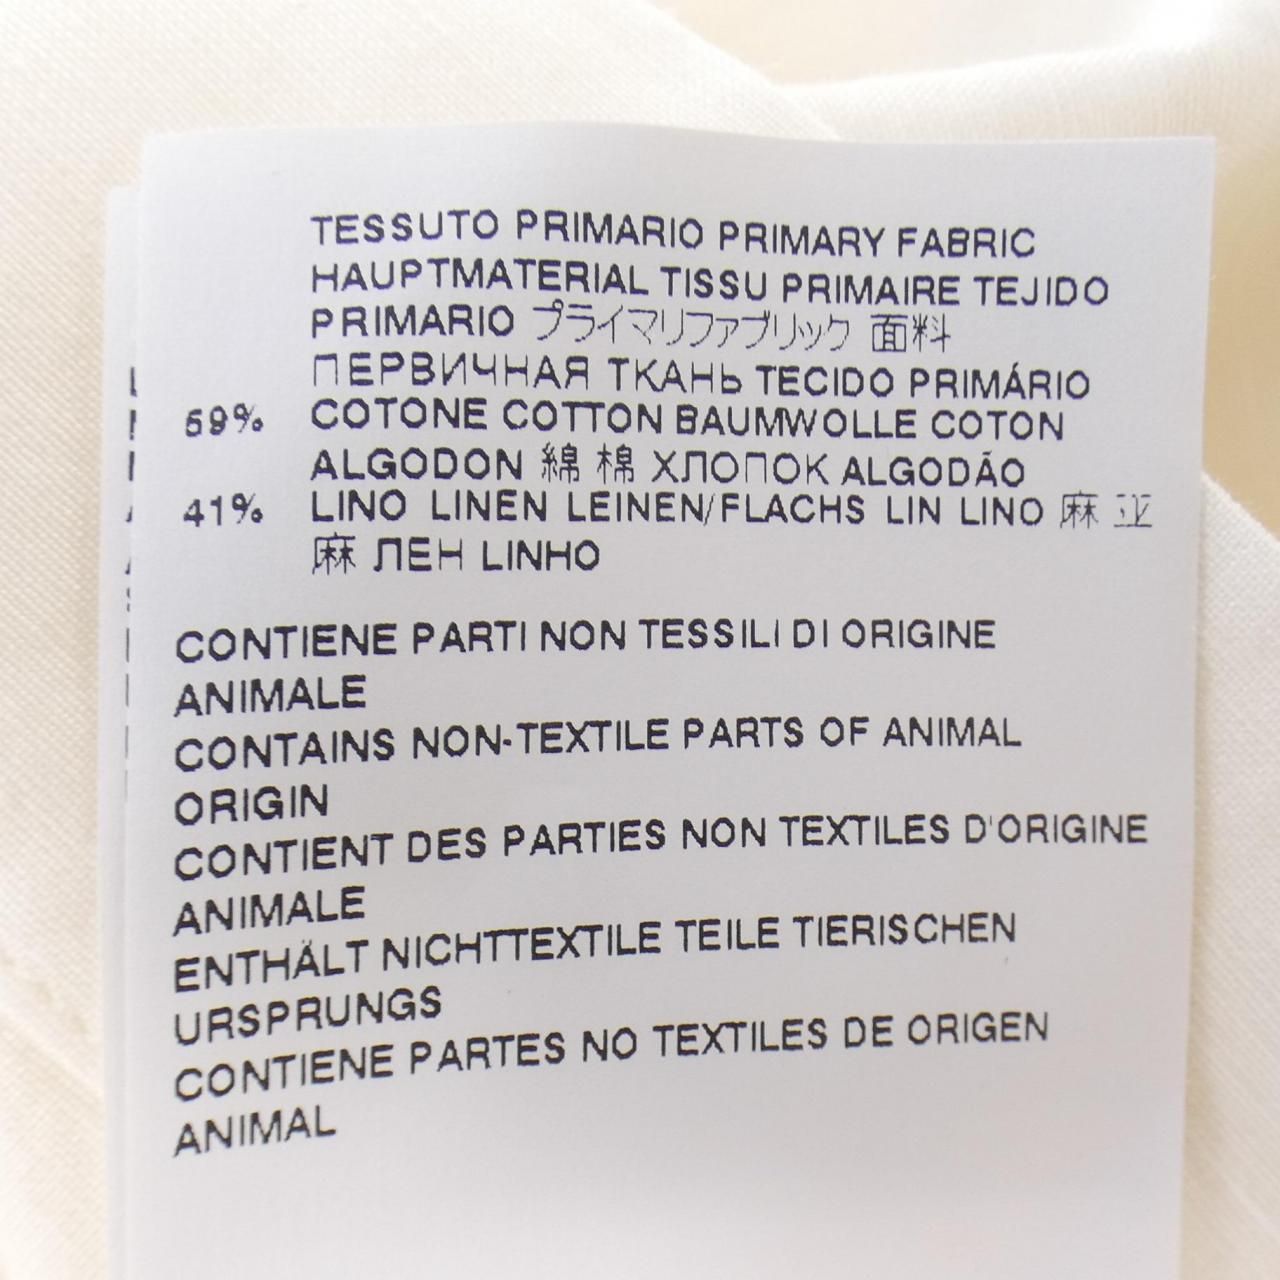 TESSUTO PRIMARIO PRIMARY FABRIC
HAUPTMATERIAL TISSU PRIMAIRE TEJIDO
PRIMARIO プライマリファブリック 面料
ПЕРВИЧНАЯ ТКАНЬ TECIDO PRIMÁRIO
59% COTONE COTTON BAUMWOLLE COTON
ALGODON 綿 棉 ХЛОПОК ALGODÃO
41% LINO LINEN LEINEN/FLACHS LIN LINO 麻 亚
麻 ЛЕН LINHO
CONTIENE PARTI NON TESSILI DI ORIGINE
ANIMALE
CONTAINS NON-TEXTILE PARTS OF ANIMAL
ORIGIN
CONTIENT DES PARTIES NON TEXTILES D'ORIGINE
ANIMALE
ENTHÄLT NICHTTEXTILE TEILE TIERISCHEN
URSPRUNGS
CONTIENE PARTES NO TEXTILES DE ORIGEN
ANIMAL